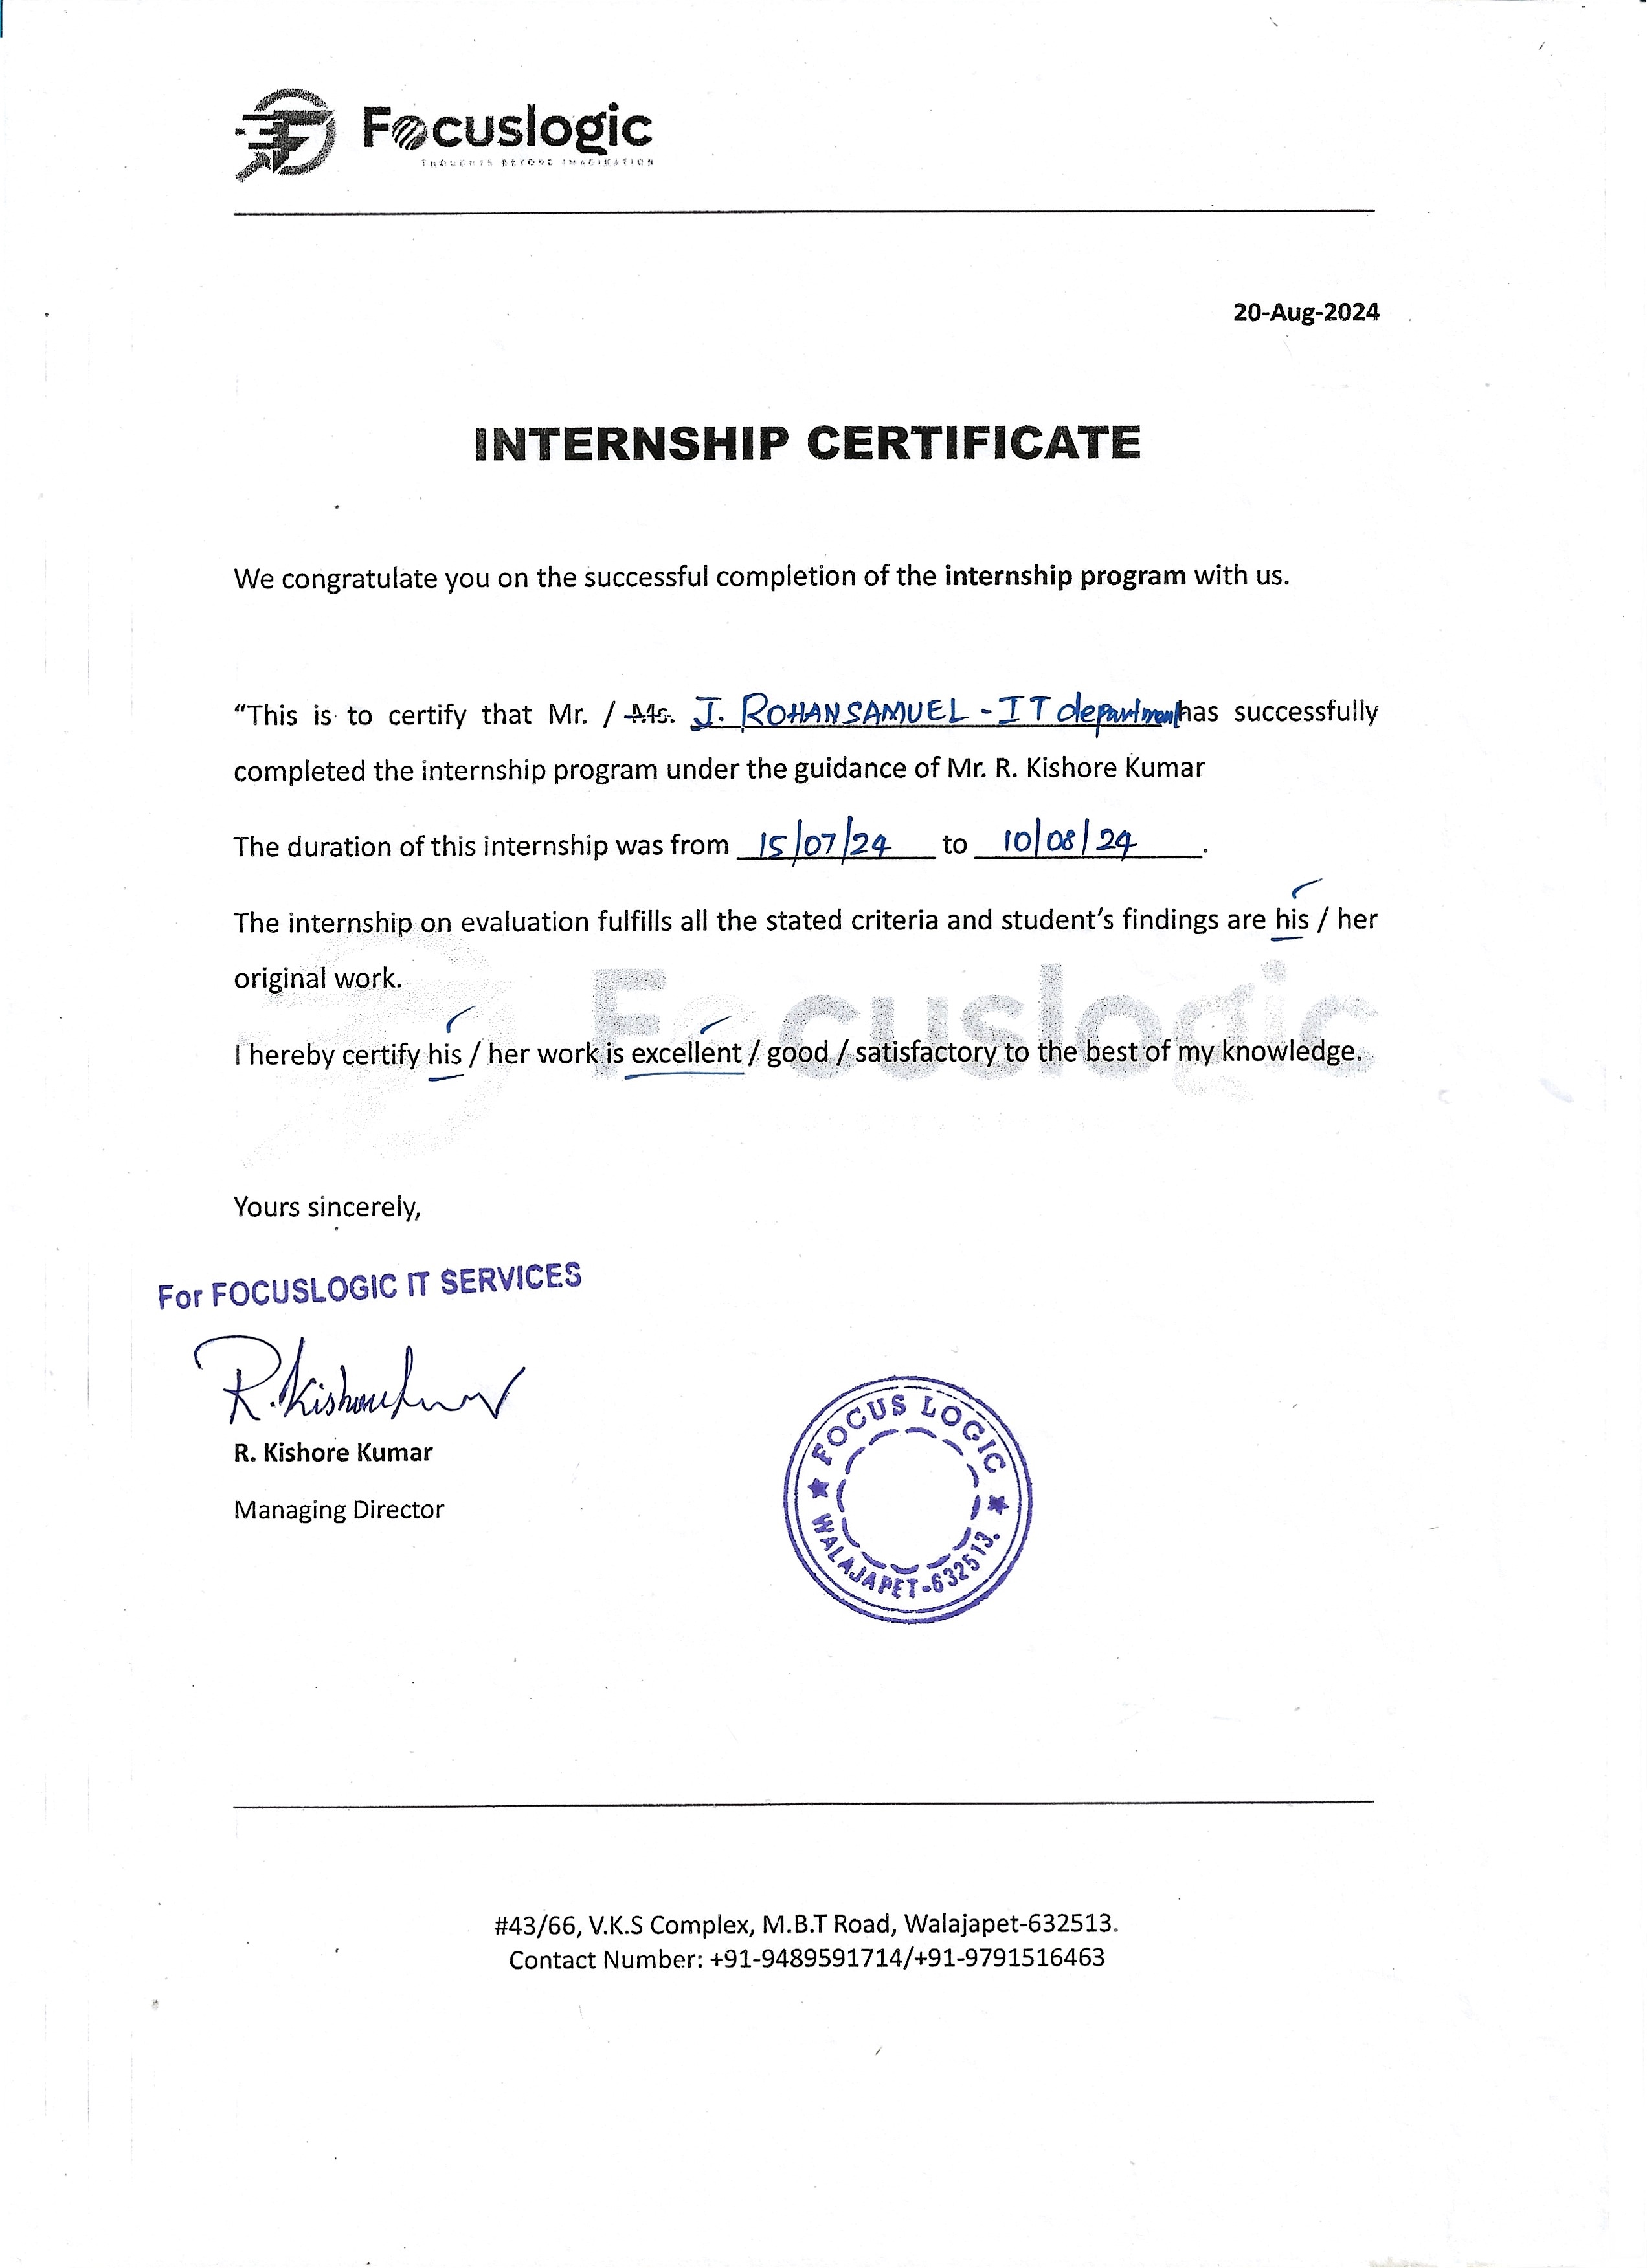 Focuslogic
THOUGHTS BEYOND IMAGINATION
20-Aug-2024
INTERNSHIP CERTIFICATE
We congratulate you on the successful completion of the internship program with us.
“This is to certify that Mr. / Ms. J. ROHANSAMUEL - IT department has successfully
completed the internship program under the guidance of Mr. R. Kishore Kumar
The duration of this internship was from 15/07/24 to 10/08/24 .
The internship on evaluation fulfills all the stated criteria and student’s findings are his / her
original work.
Focuslogic
I hereby certify his / her work is excellent / good / satisfactory to the best of my knowledge.
Yours sincerely,
For FOCUSLOGIC IT SERVICES
R. Kishorekumar
R. Kishore Kumar
Managing Director
FOCUS LOGIC
WALAJAPET-632513.
#43/66, V.K.S Complex, M.B.T Road, Walajapet-632513.
Contact Number: +91-9489591714/+91-9791516463